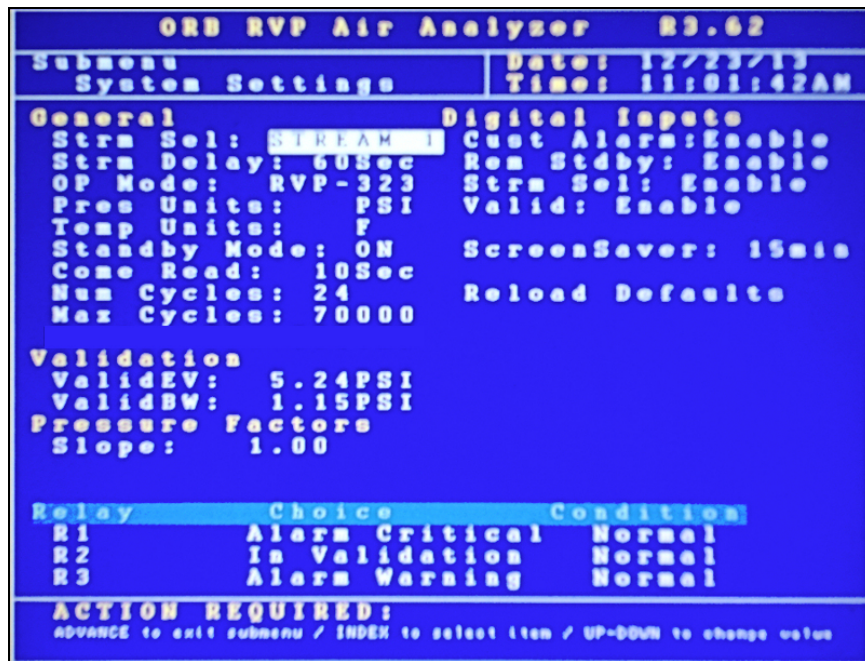 ORD RVP Air Analyzer R3.62
Submenu
System Settings
Date: 12/23/13
Time: 11:01:42AM
General
Strm Sel: STREAM 1
Strm Delay: 60Sec
OP Mode: RVP-323
Pres Units: PSI
Temp Units: F
Standby Mode: ON
Come Read: 10Sec
Num Cycles: 24
Max Cycles: 70000
Digital Inputs
Cust Alarm:Enable
Rem Stdby: Enable
Strm Sel: Enable
Valid: Enable
ScreenSaver: 15min
Reload Defaults
Validation
ValidEV: 5.24PSI
ValidBW: 1.15PSI
Pressure Factors
Slope: 1.00
Relay Choice Condition
R1 Alarm Critical Normal
R2 In Validation Normal
R3 Alarm Warning Normal
ACTION REQUIRED:
ADVANCE to exit submenu / INDEX to select item / UP-DOWN to change value